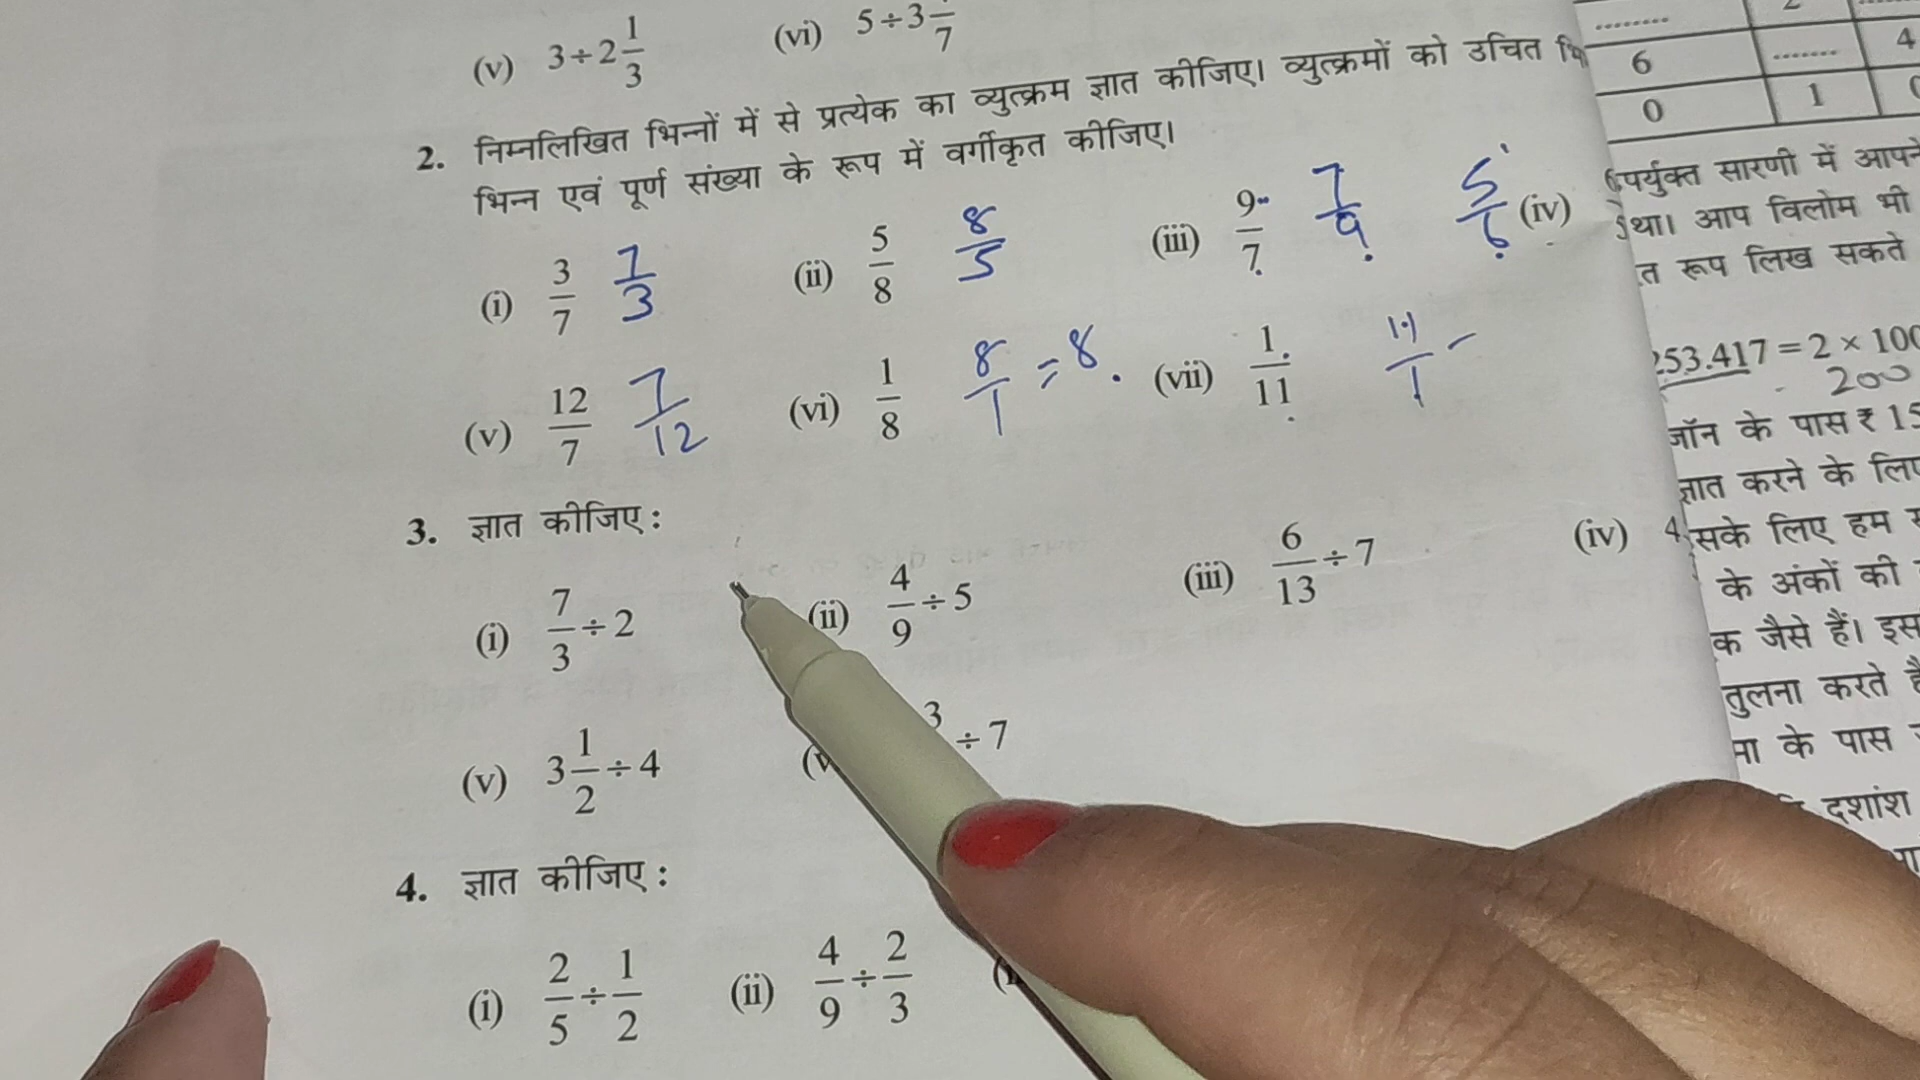 (v) 3÷2 1/3 (vi) 5÷3 /7
2. निम्नलिखित भिन्नों में से प्रत्येक का व्युत्क्रम ज्ञात कीजिए। व्युत्क्रमों को उचित
भिन्न एवं पूर्ण संख्या के रूप में वर्गीकृत कीजिए।
(i) 3/7 7/3 (ii) 5/8 8/5 (iii) 9/7 7/9 5/6 (iv)
(v) 12/7 7/12 (vi) 1/8 8/1 = 8. (vii) 1/11 11/1 –
3. ज्ञात कीजिए:
(i) 7/3 ÷ 2 (ii) 4/9 ÷ 5 (iii) 6/13 ÷ 7 (iv) 4
(v) 3 1/2 ÷ 4 (v 3 ÷ 7
4. ज्ञात कीजिए:
(i) 2/5 ÷ 1/2 (ii) 4/9 ÷ 2/3
........ 2
6 ....... 4
0 1
पर्युक्त सारणी में आपने
था। आप विलोम भी
त रूप लिख सकते
253.417 = 2 × 100
200
जॉन के पास ₹ 15
ज्ञात करने के लिए
सके लिए हम
के अंकों की
क जैसे हैं। इस
तुलना करते है
के पास
दशांश